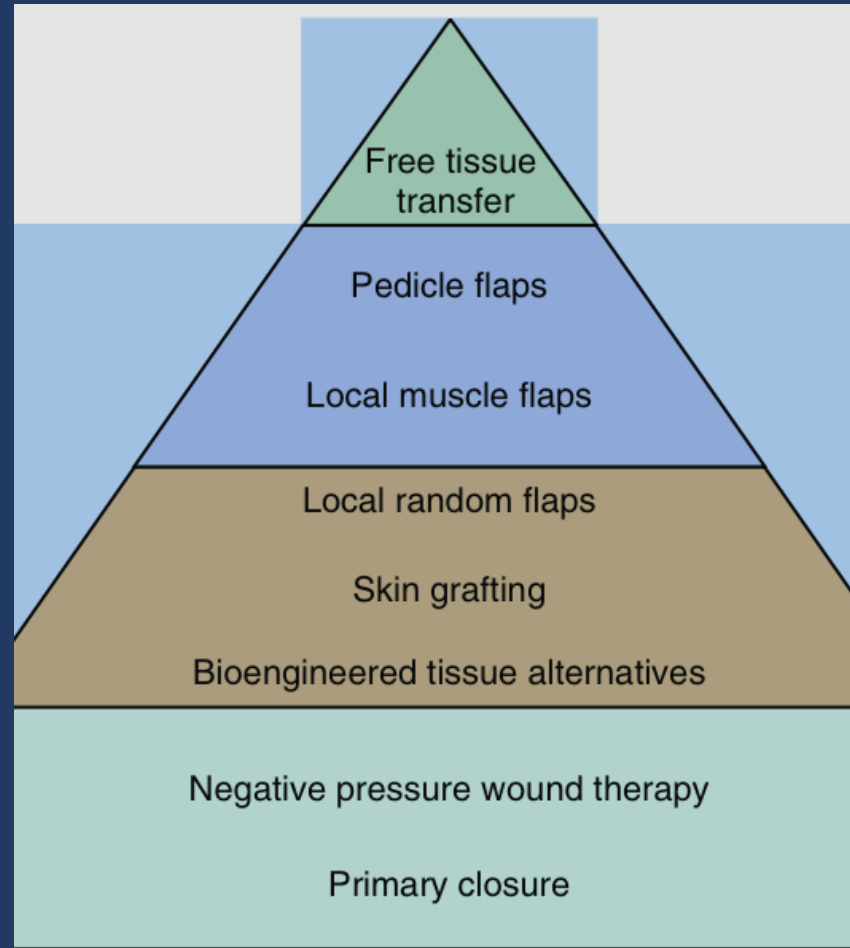 Free tissue
transfer
Pedicle flaps
Local muscle flaps
Local random flaps
Skin grafting
Bioengineered tissue alternatives
Negative pressure wound therapy
Primary closure